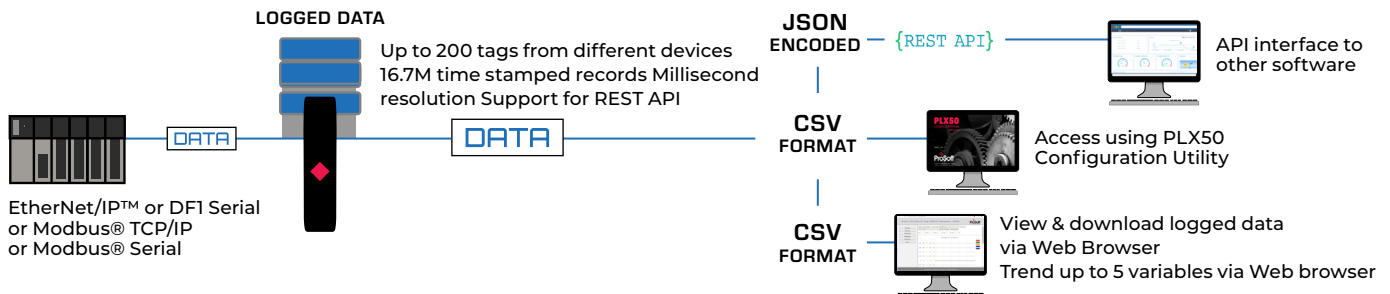 LOGGED DATA
Up to 200 tags from different devices
16.7M time stamped records Millisecond
resolution Support for REST API
DATA
DATA
EtherNet/IP™ or DF1 Serial
or Modbus® TCP/IP
or Modbus® Serial
JSON
ENCODED
{REST API}
API interface to
other software
CSV
FORMAT
PLX50
ProSoft
Access using PLX50
Configuration Utility
CSV
FORMAT
View & download logged data
via Web Browser
Trend up to 5 variables via Web browser